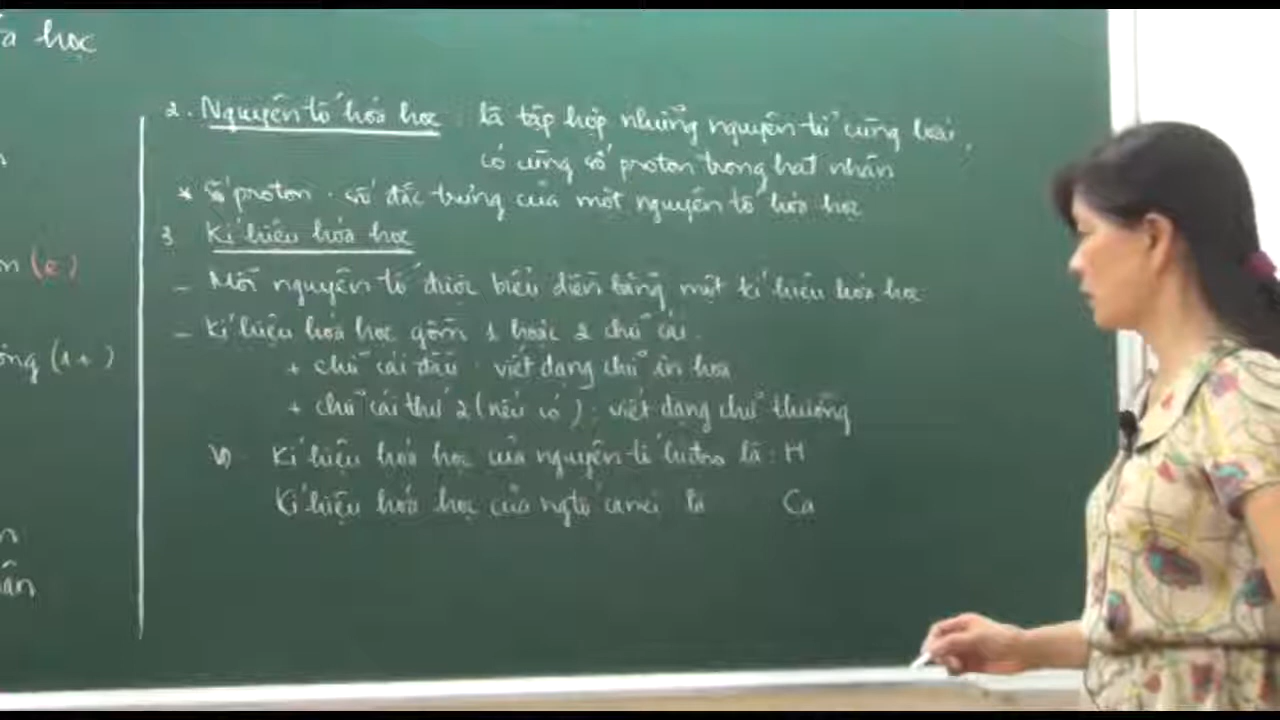 học
2. Nguyên tố hóa học : là tập hợp những nguyên tử cùng loại,
có cùng số proton trong hạt nhân
* Số proton : số đặc trưng của một nguyên tố hóa học
(e)
3 Kí hiệu hóa học
- Mỗi nguyên tố được biểu diễn bằng một kí hiệu hóa học
- Kí hiệu hóa học gồm 1 hoặc 2 chữ cái.
(1+)
+ chữ cái đầu : viết dạng chữ in hoa
+ chữ cái thứ 2 (nếu có) : viết dạng chữ thường
VD Kí hiệu hóa học của nguyên tố hiđro là : H
Kí hiệu hóa học của ngtố canxi là Ca